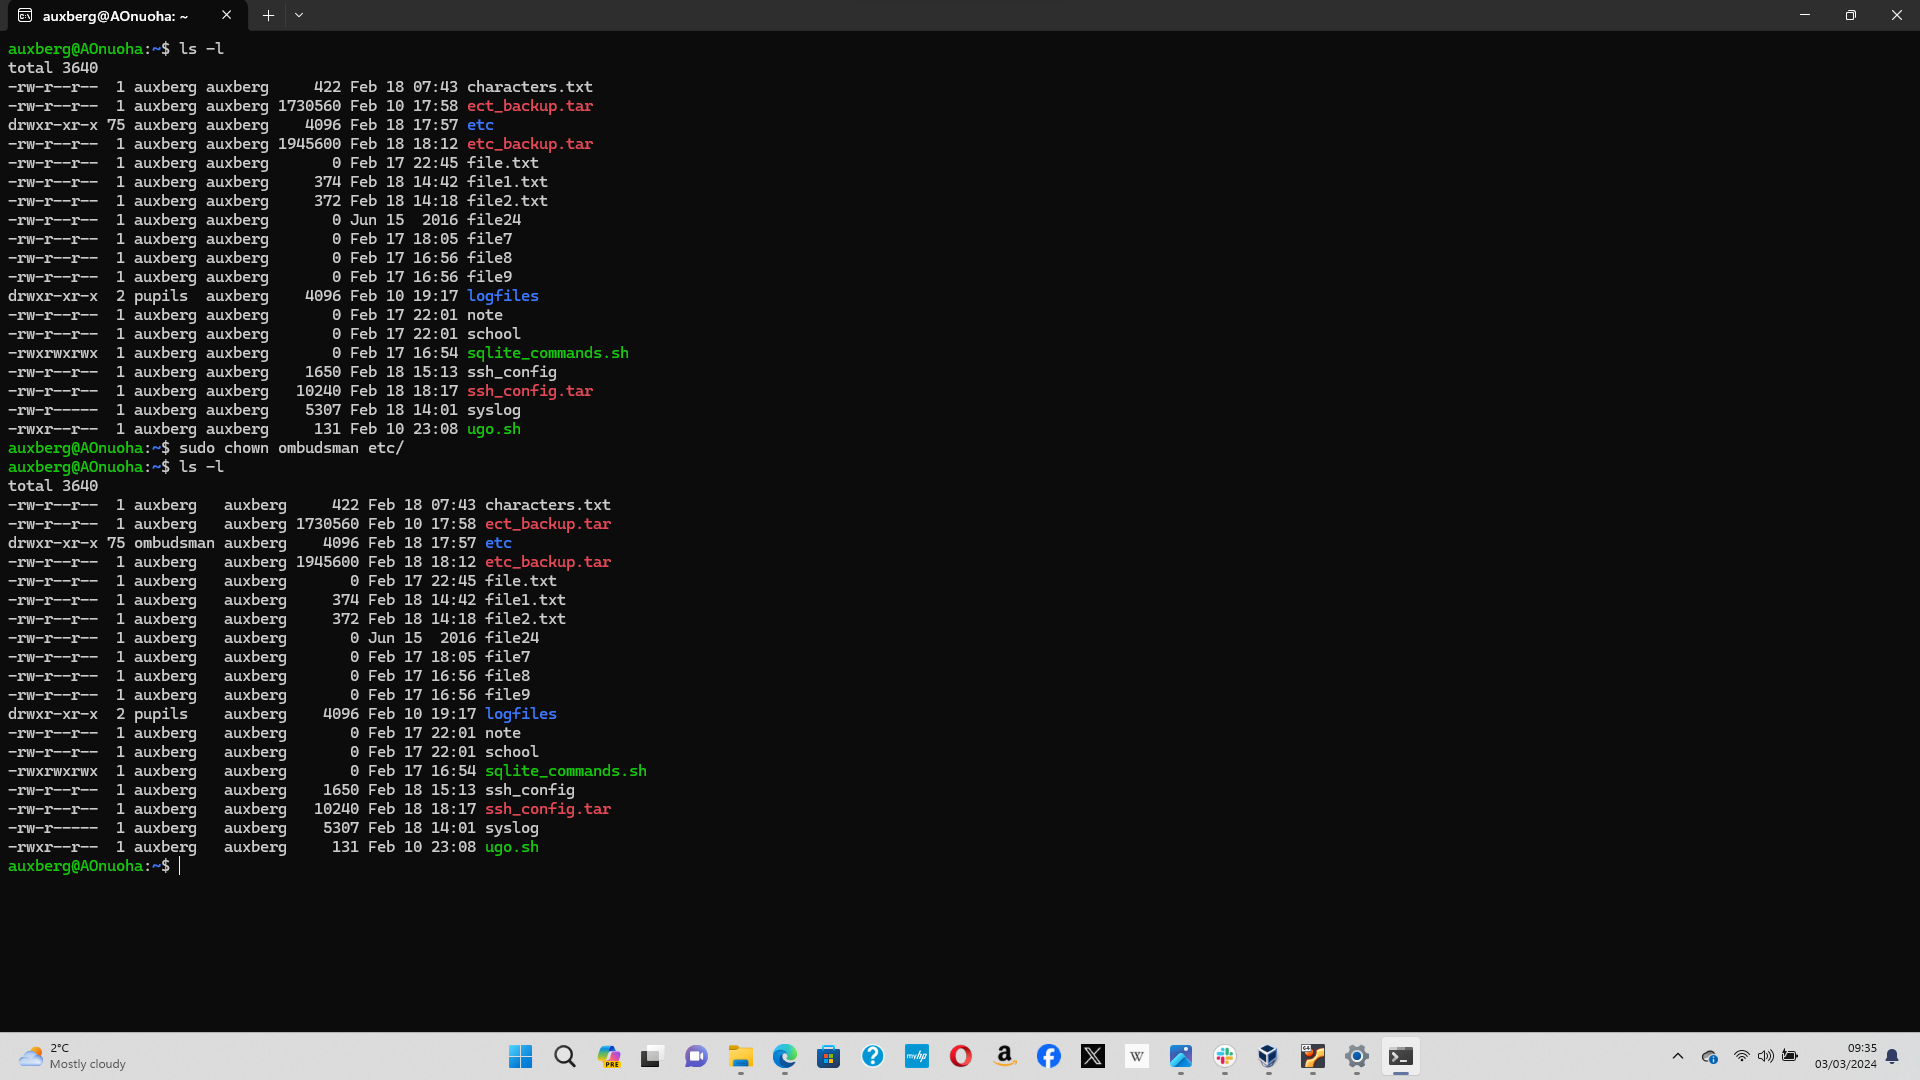 auxberg@AOnuoha: ~
auxberg@AOnuoha:~$ ls -l
total 3640
-rw-r--r--  1 auxberg auxberg     422 Feb 18 07:43 characters.txt
-rw-r--r--  1 auxberg auxberg 1730560 Feb 10 17:58 ect_backup.tar
drwxr-xr-x 75 auxberg auxberg    4096 Feb 18 17:57 etc
-rw-r--r--  1 auxberg auxberg 1945600 Feb 18 18:12 etc_backup.tar
-rw-r--r--  1 auxberg auxberg       0 Feb 17 22:45 file.txt
-rw-r--r--  1 auxberg auxberg     374 Feb 18 14:42 file1.txt
-rw-r--r--  1 auxberg auxberg     372 Feb 18 14:18 file2.txt
-rw-r--r--  1 auxberg auxberg       0 Jun 15  2016 file24
-rw-r--r--  1 auxberg auxberg       0 Feb 17 18:05 file7
-rw-r--r--  1 auxberg auxberg       0 Feb 17 16:56 file8
-rw-r--r--  1 auxberg auxberg       0 Feb 17 16:56 file9
drwxr-xr-x  2 pupils  auxberg    4096 Feb 10 19:17 logfiles
-rw-r--r--  1 auxberg auxberg       0 Feb 17 22:01 note
-rw-r--r--  1 auxberg auxberg       0 Feb 17 22:01 school
-rwxrwxrwx  1 auxberg auxberg       0 Feb 17 16:54 sqlite_commands.sh
-rw-r--r--  1 auxberg auxberg    1650 Feb 18 15:13 ssh_config
-rw-r--r--  1 auxberg auxberg   10240 Feb 18 18:17 ssh_config.tar
-rw-r-----  1 auxberg auxberg    5307 Feb 18 14:01 syslog
-rwxr--r--  1 auxberg auxberg     131 Feb 10 23:08 ugo.sh
auxberg@AOnuoha:~$ sudo chown ombudsman etc/
auxberg@AOnuoha:~$ ls -l
total 3640
-rw-r--r--  1 auxberg   auxberg     422 Feb 18 07:43 characters.txt
-rw-r--r--  1 auxberg   auxberg 1730560 Feb 10 17:58 ect_backup.tar
drwxr-xr-x 75 ombudsman auxberg    4096 Feb 18 17:57 etc
-rw-r--r--  1 auxberg   auxberg 1945600 Feb 18 18:12 etc_backup.tar
-rw-r--r--  1 auxberg   auxberg       0 Feb 17 22:45 file.txt
-rw-r--r--  1 auxberg   auxberg     374 Feb 18 14:42 file1.txt
-rw-r--r--  1 auxberg   auxberg     372 Feb 18 14:18 file2.txt
-rw-r--r--  1 auxberg   auxberg       0 Jun 15  2016 file24
-rw-r--r--  1 auxberg   auxberg       0 Feb 17 18:05 file7
-rw-r--r--  1 auxberg   auxberg       0 Feb 17 16:56 file8
-rw-r--r--  1 auxberg   auxberg       0 Feb 17 16:56 file9
drwxr-xr-x  2 pupils    auxberg    4096 Feb 10 19:17 logfiles
-rw-r--r--  1 auxberg   auxberg       0 Feb 17 22:01 note
-rw-r--r--  1 auxberg   auxberg       0 Feb 17 22:01 school
-rwxrwxrwx  1 auxberg   auxberg       0 Feb 17 16:54 sqlite_commands.sh
-rw-r--r--  1 auxberg   auxberg    1650 Feb 18 15:13 ssh_config
-rw-r--r--  1 auxberg   auxberg   10240 Feb 18 18:17 ssh_config.tar
-rw-r-----  1 auxberg   auxberg    5307 Feb 18 14:01 syslog
-rwxr--r--  1 auxberg   auxberg     131 Feb 10 23:08 ugo.sh
auxberg@AOnuoha:~$
2°C
Mostly cloudy
PRE
myhp
W
64
09:35
03/03/2024